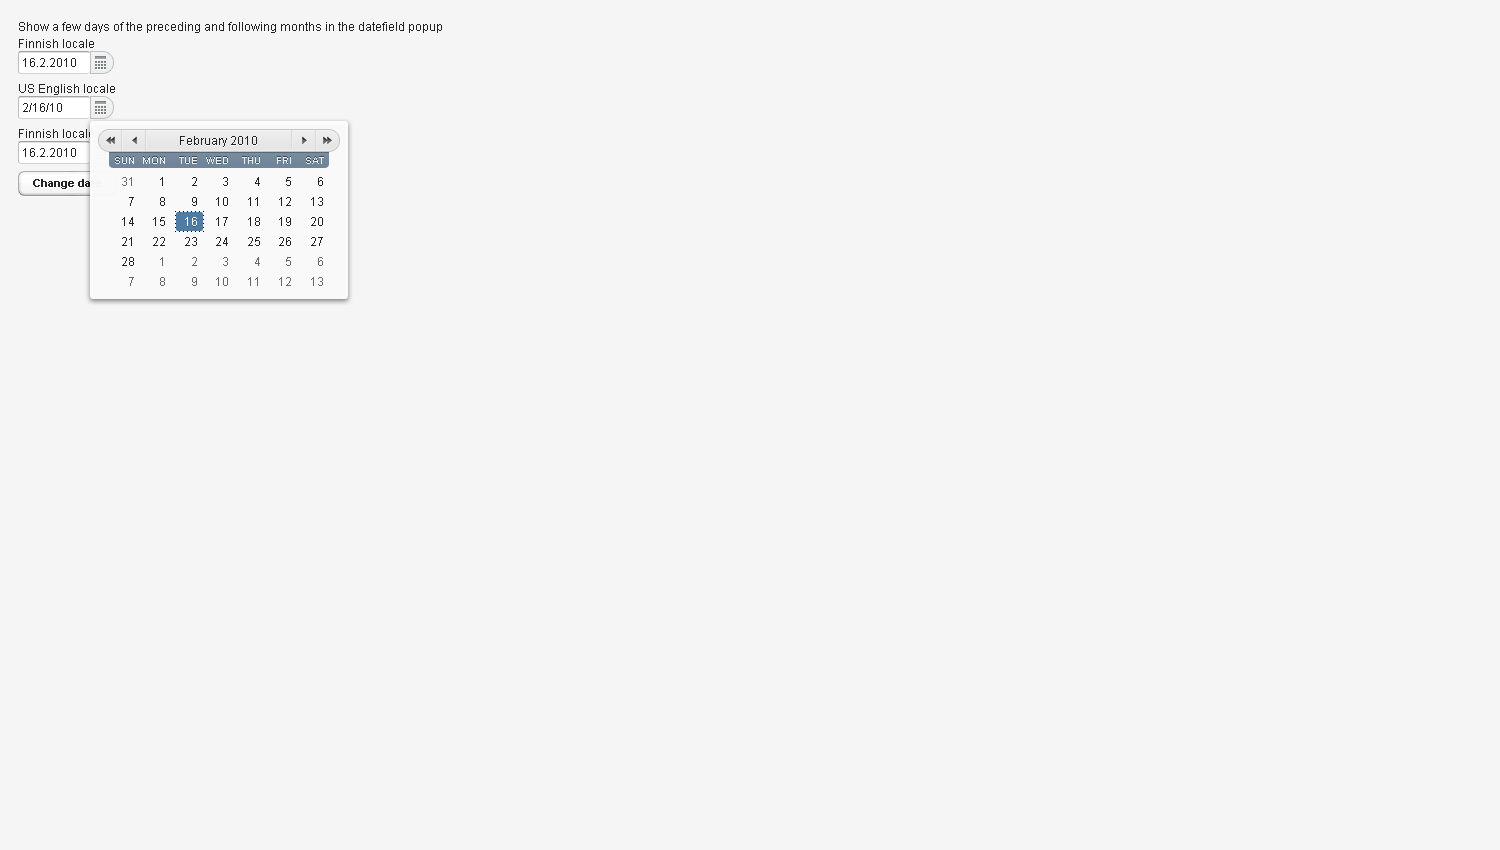 Show a few days of the preceding and following months in the datefield popup
Finnish locale
16.2.2010
US English locale
2/16/10
Finnish locale
16.2.2010
Change da
February 2010
SUN MON TUE WED THU FRI SAT
31 1 2 3 4 5 6
7 8 9 10 11 12 13
14 15 16 17 18 19 20
21 22 23 24 25 26 27
28 1 2 3 4 5 6
7 8 9 10 11 12 13